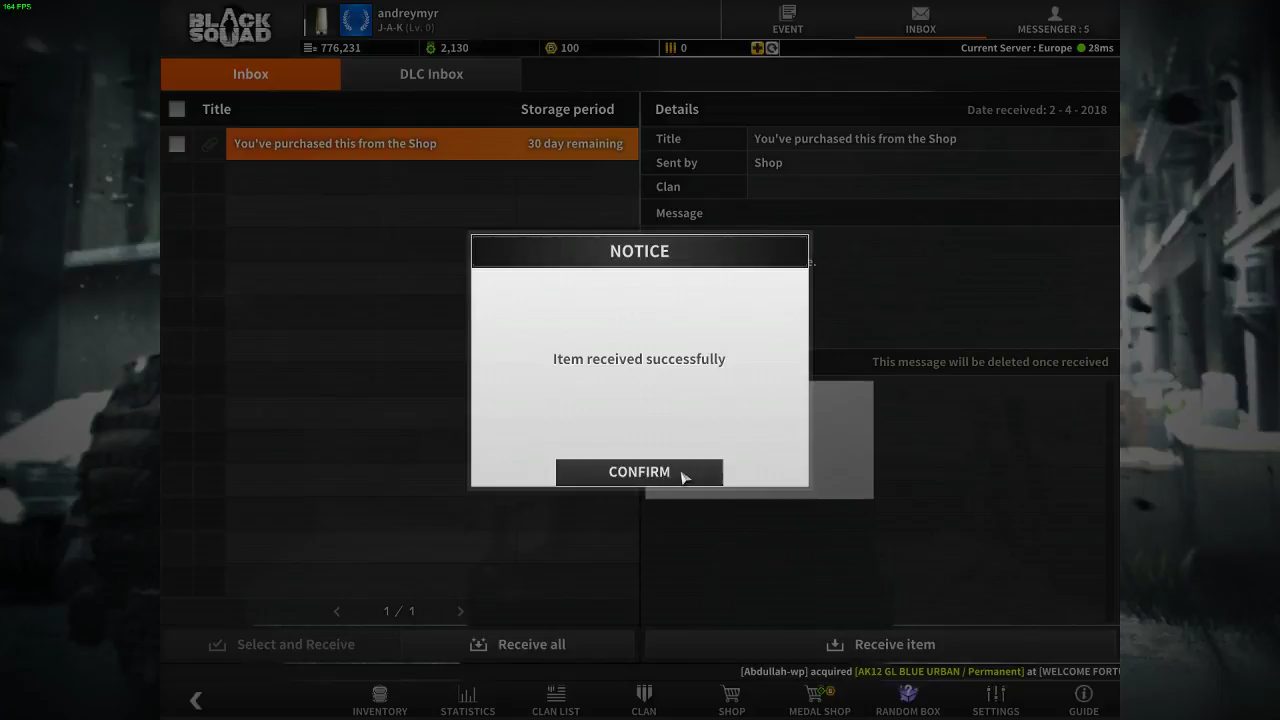 164 FPS
BLACK SQUAD
andreymyr
J-A-K (Lv. 0)
776,231
2,130
100
0
EVENT
INBOX
MESSENGER : 5
Current Server : Europe
28ms
Inbox
DLC Inbox
Title
Storage period
You've purchased this from the Shop
30 day remaining
Details
Date received: 2 - 4 - 2018
Title
You've purchased this from the Shop
Sent by
Shop
Clan
Message
e.
NOTICE
Item received successfully
CONFIRM
This message will be deleted once received
1 / 1
Select and Receive
Receive all
Receive item
[Abdullah-wp] acquired [AK12 GL BLUE URBAN / Permanent] at [WELCOME FORTU
INVENTORY
STATISTICS
CLAN LIST
CLAN
SHOP
MEDAL SHOP
RANDOM BOX
SETTINGS
GUIDE